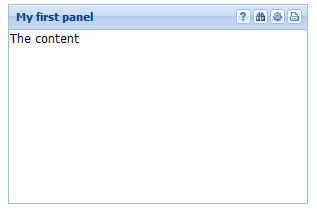 My first panel
?
The content